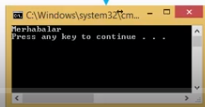 C:\Windows\system32\cm...
Merhabalar
Press any key to continue . . .